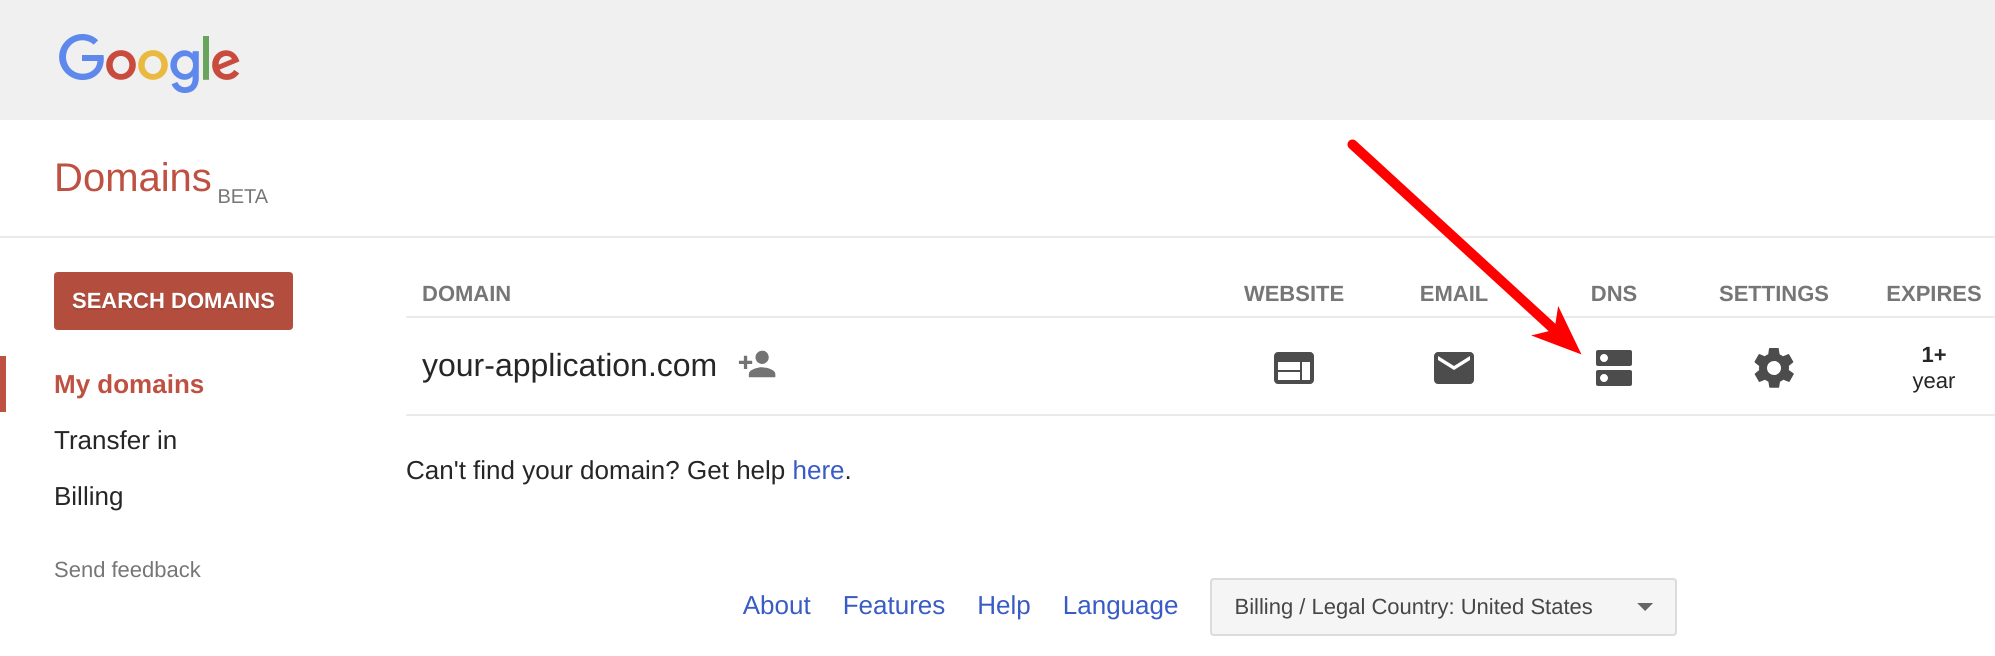 Google
Domains BETA
SEARCH DOMAINS
My domains
Transfer in
Billing
Send feedback
DOMAIN WEBSITE EMAIL DNS SETTINGS EXPIRES
your-application.com 1+ year
Can't find your domain? Get help here.
About Features Help Language Billing / Legal Country: United States